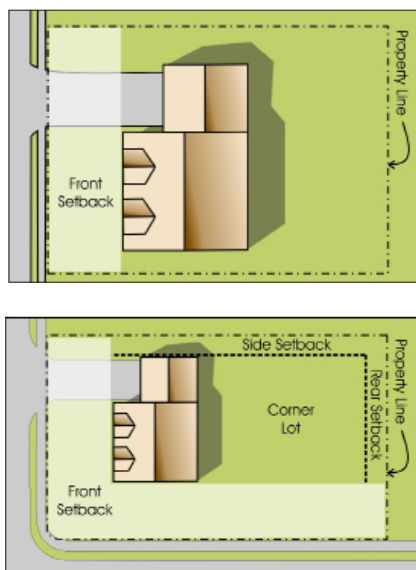 Property Line
Front
Setback
Side Setback
Rear Setback
Property Line
Corner
Lot
Front
Setback